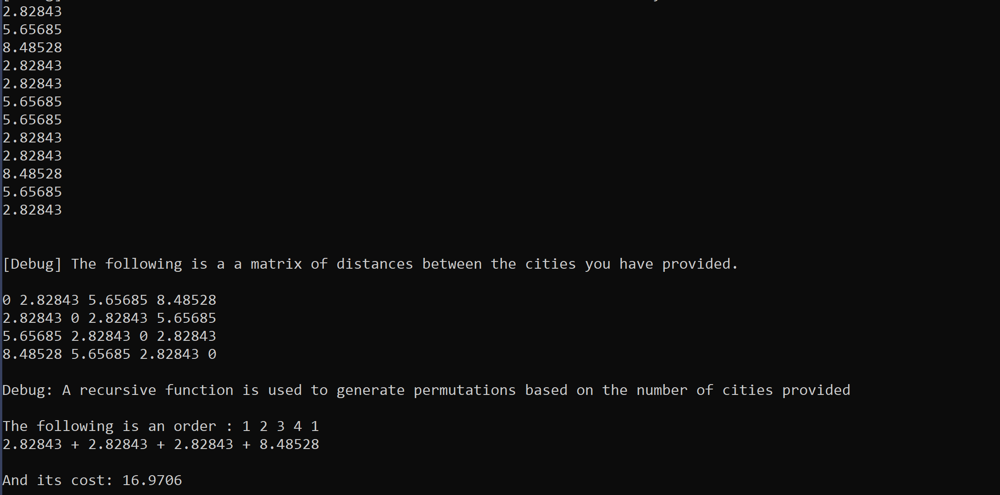 2.82843
5.65685
8.48528
2.82843
2.82843
5.65685
5.65685
2.82843
2.82843
8.48528
5.65685
2.82843
[Debug] The following is a a matrix of distances between the cities you have provided.
0 2.82843 5.65685 8.48528
2.82843 0 2.82843 5.65685
5.65685 2.82843 0 2.82843
8.48528 5.65685 2.82843 0
Debug: A recursive function is used to generate permutations based on the number of cities provided
The following is an order : 1 2 3 4 1
2.82843 + 2.82843 + 2.82843 + 8.48528
And its cost: 16.9706